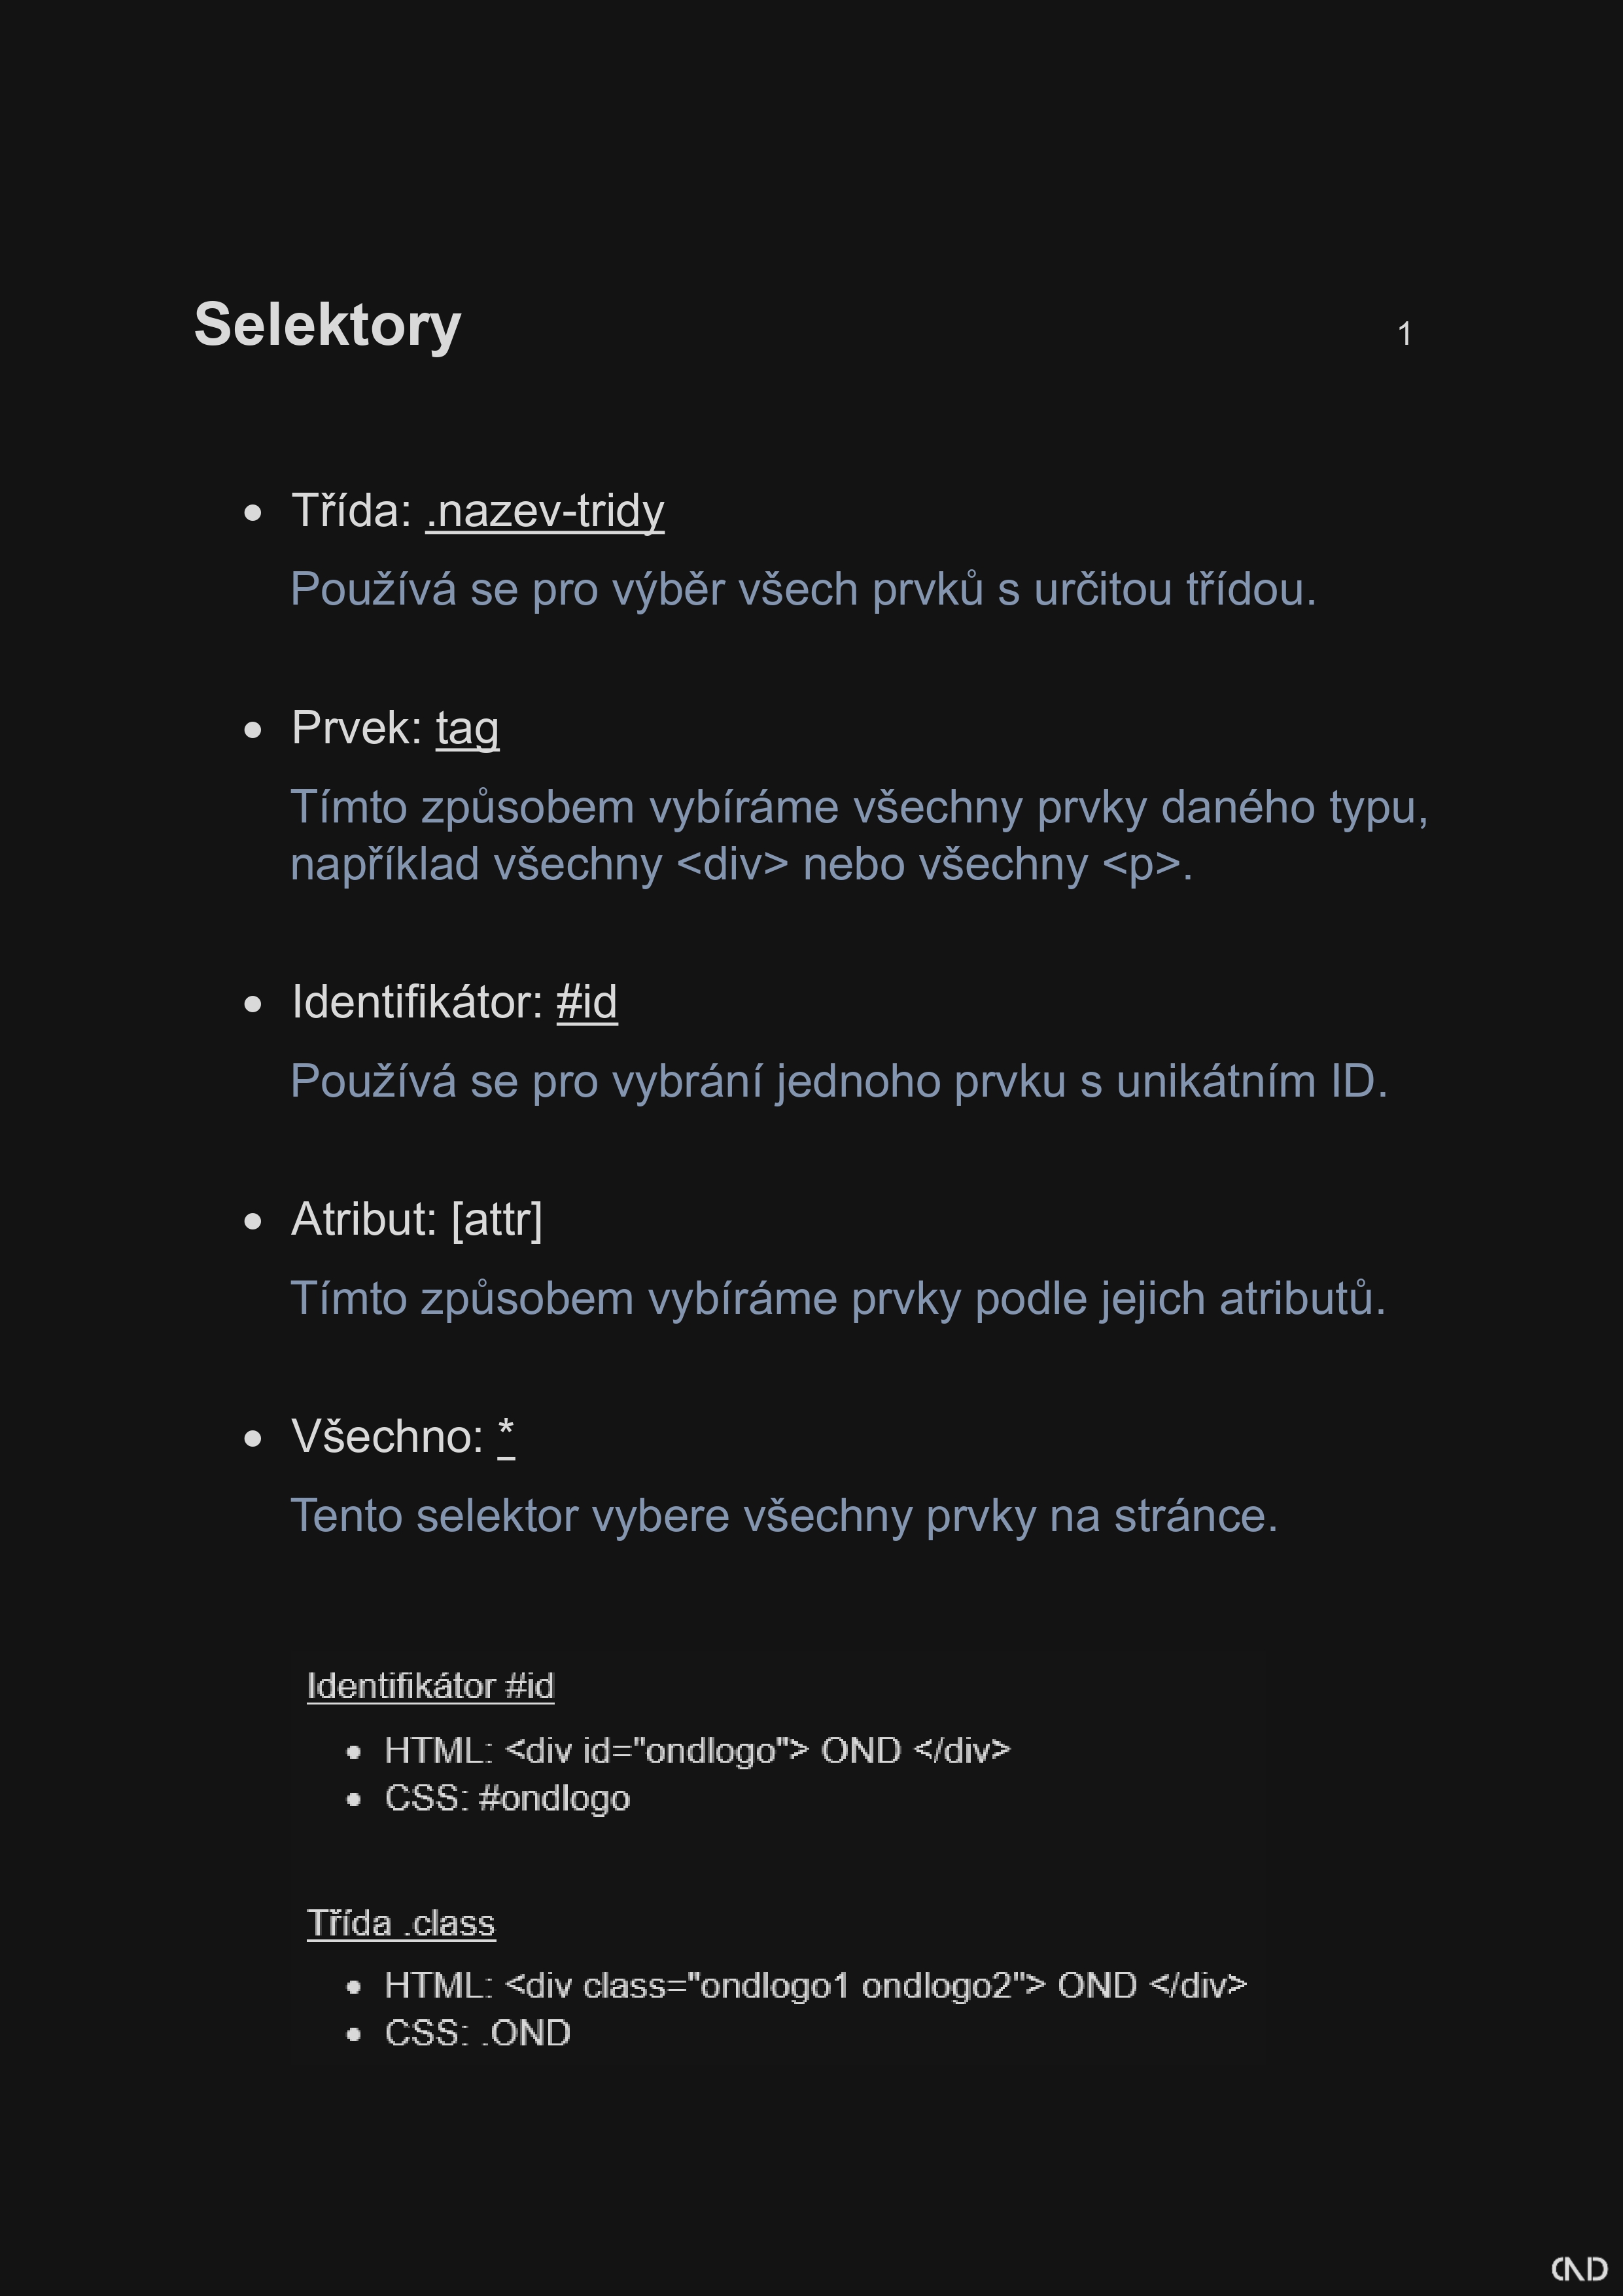 Selektory 1
• Třída: .nazev-tridy
Používá se pro výběr všech prvků s určitou třídou.
• Prvek: tag
Tímto způsobem vybíráme všechny prvky daného typu,
například všechny <div> nebo všechny <p>.
• Identifikátor: #id
Používá se pro vybrání jednoho prvku s unikátním ID.
• Atribut: [attr]
Tímto způsobem vybíráme prvky podle jejich atributů.
• Všechno: *
Tento selektor vybere všechny prvky na stránce.
Identifikátor #id
• HTML: <div id="ondlogo"> OND </div>
• CSS: #ondlogo
Třída .class
• HTML: <div class="ondlogo1 ondlogo2"> OND </div>
• CSS: .OND
OND